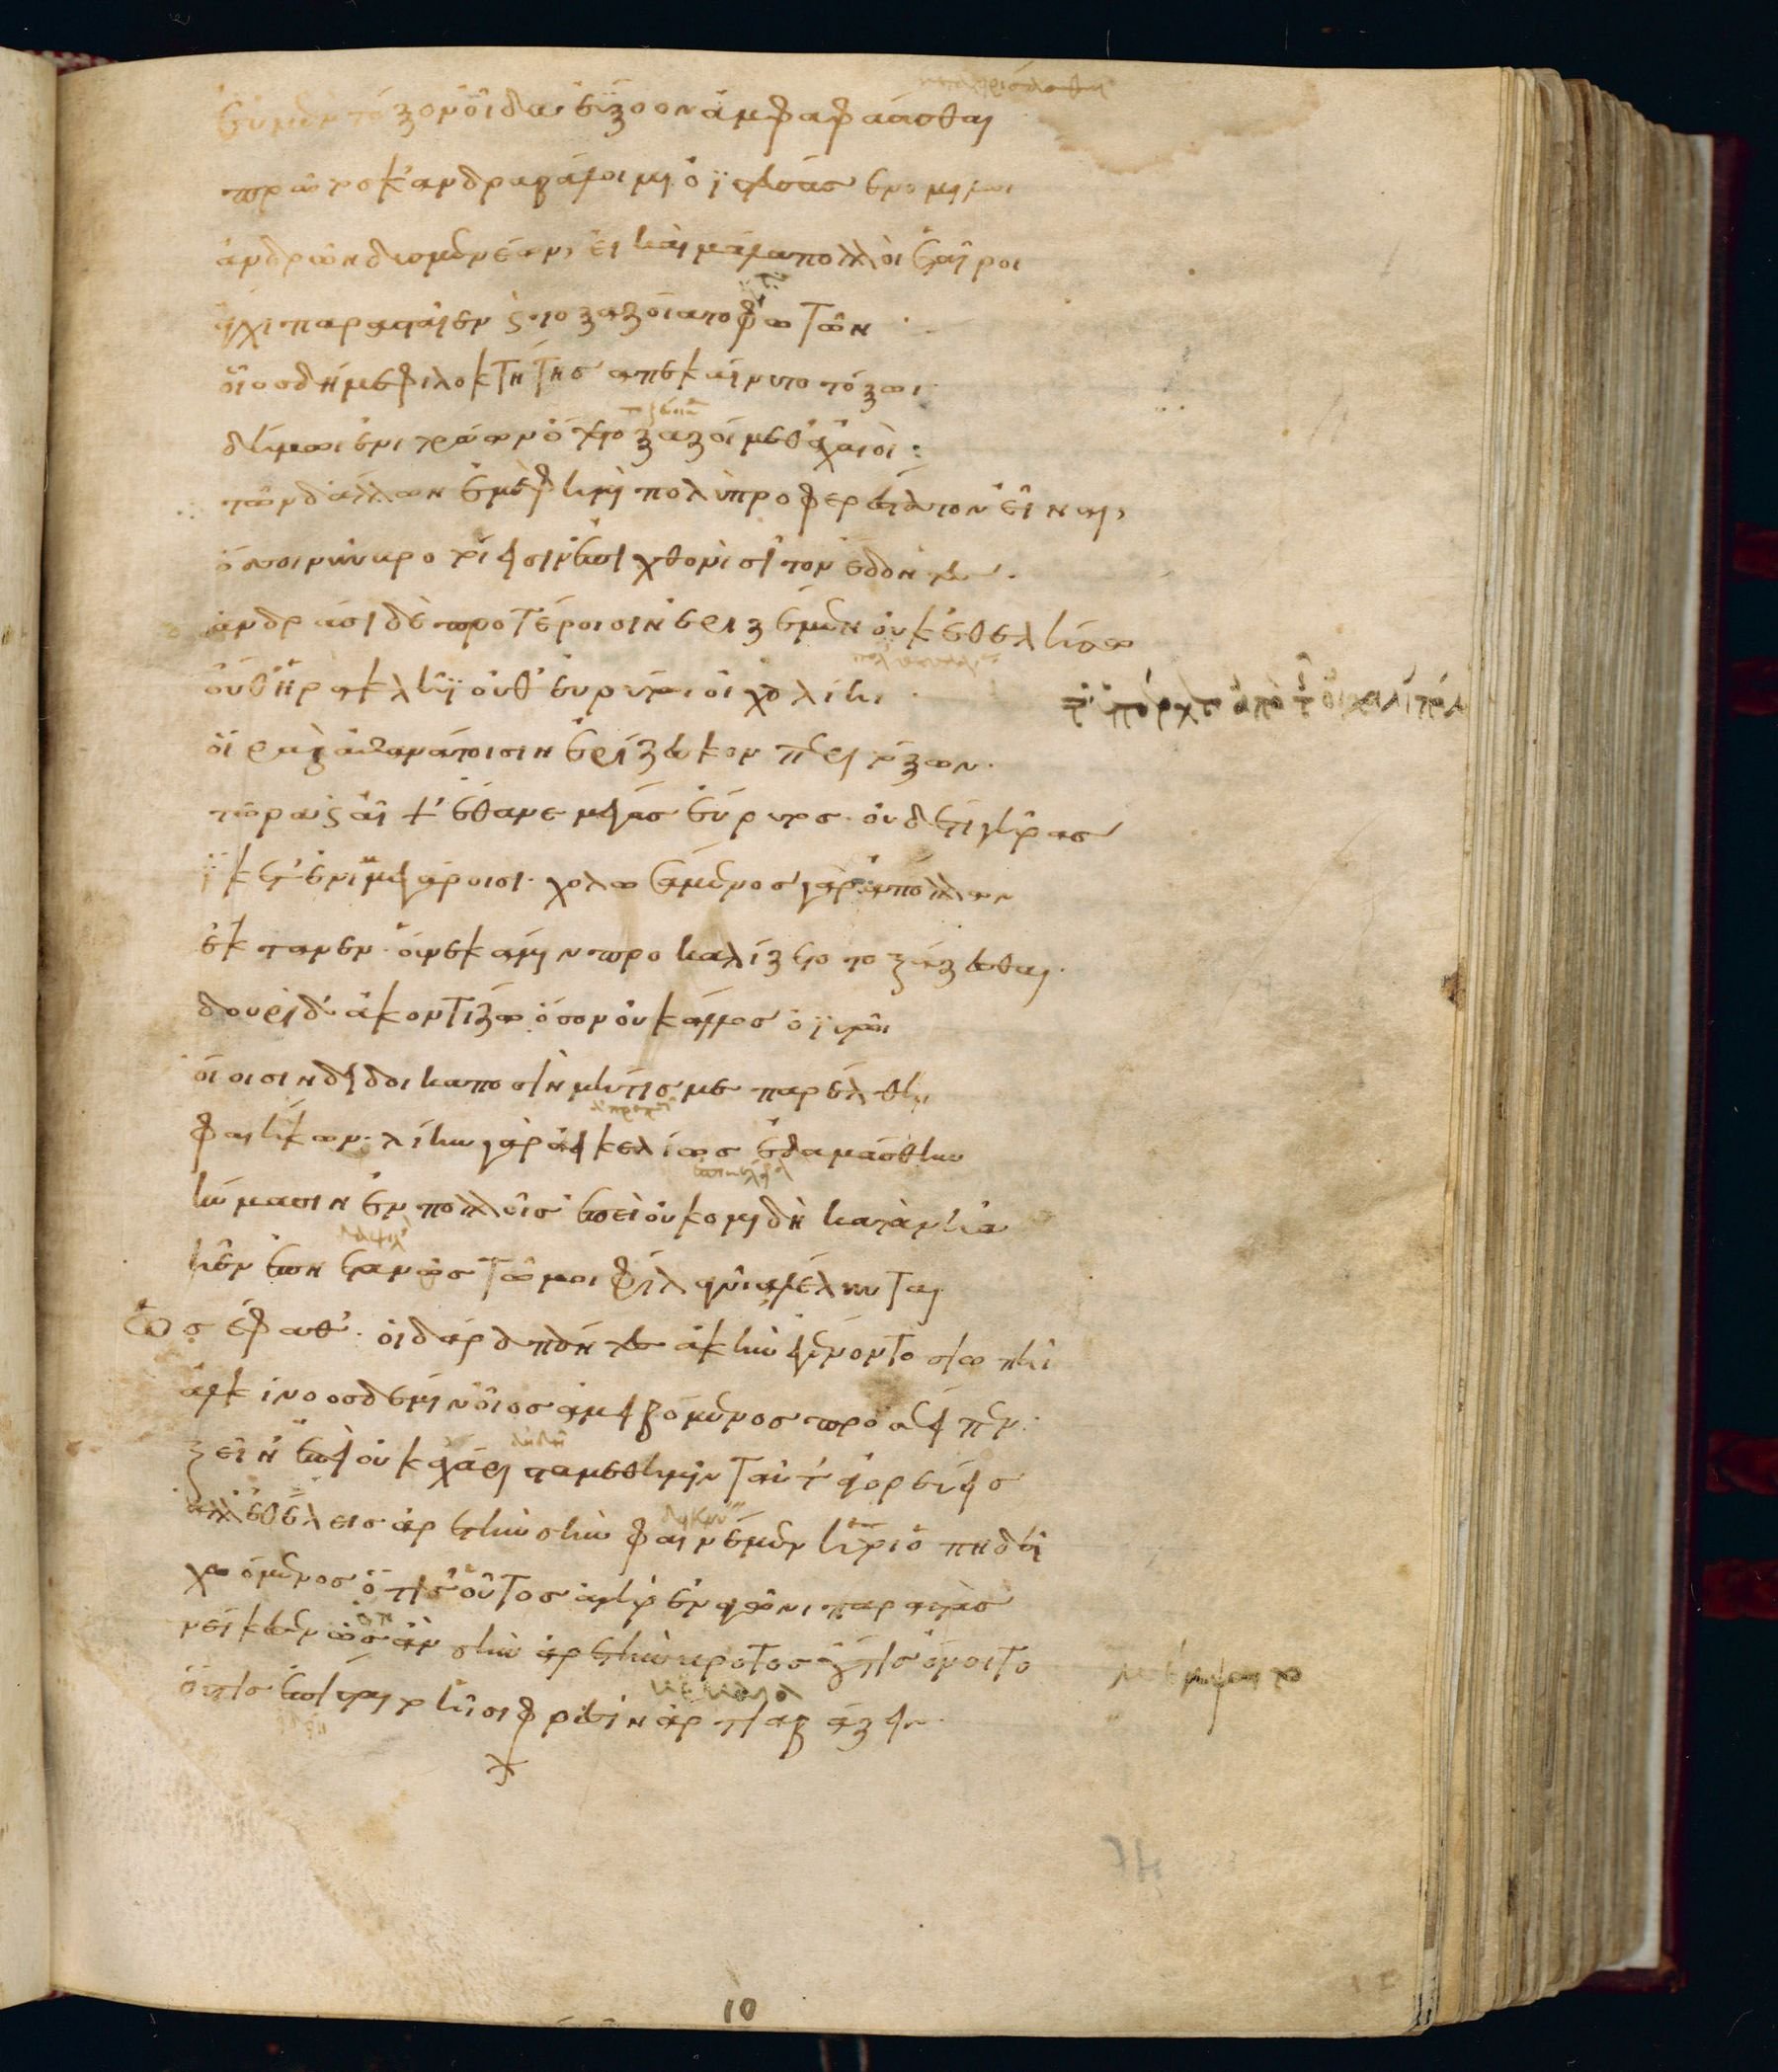 εὖ μὲν τόξον οἶδα ἐΰξοον ἀμφαφάασθαι
πρῶτος κ' ἄνδρα βάλοιμι ὀϊστεύσας ἐν ὁμίλωι
ἀνδρῶν δυσμενέων, εἰ καὶ μάλα πολλοὶ ἑταῖροι
ἄγχι παρασταῖεν καὶ τοξαζοίατο φωτῶν
οἶος δή με φιλοκτήτης ἀπεκαίνυτο τόξωι
δήμωι ἔνι τρώων ὅτε τοξαζοίμεθ' ἀχαιοί:
τῶν δ' ἄλλων ἐμέ φημι πολὺ προφερέστατον εἶναι,
ὅσσοι νῦν βροτοί εἰσιν ἐπὶ χθονὶ σῖτον ἔδοντες.
ἀνδράσι δὲ προτέροισιν ἐριζέμεν οὐκ ἐθελήσω
οὔθ' ἡρακλῆϊ οὔθ' εὐρύτωι οἰχαλιῆι.
οἵ ῥα καὶ ἀθανάτοισιν ἐρίζεσκον περὶ τόξων.
τῶ ῥα καὶ αἶψ' ἔθανε μέγας εὔρυτος. οὐδ' ἐπὶ γῆρας
ἵκετ' ἐνὶ μεγάροισι. χολωσάμενος γὰρ ἀπόλλων
ἔκτανεν. οὕνεκά μιν προκαλίζετο τοξάζεσθαι.
δουρὶ δ' ἀκοντίζω ὅσον οὐκ ἄλλος ὀϊστῶι
οἴοισιν δείδοικα ποσὶν μή τίς με παρέλθηι
φαιήκων. λίην γὰρ ἀεικελίως ἐδαμάσθην
κύμασιν ἐν πολλοῖς ἐπεὶ οὐ κομιδὴ κατὰ νῆα
ἦεν ἐπηετανός τῶ μοι φίλα γυῖα λέλυνται
ὣς ἔφαθ'. οἱ δ' ἄρα πάντες ἀκὴν ἐγένοντο σιωπῆι
ἀλκίνοος δέ μιν οἶος ἀμειβόμενος προσέειπεν:
ξεῖν' ἐπεὶ οὐκ ἀχάριστα μεθ' ἡμῖν ταῦτ' ἀγορεύεις
ἀλλ' ἐθέλεις ἀρετὴν σὴν φαινέμεν ἥ τοι ὀπηδεῖ
χωόμενος ὅτι σ' οὗτος ἀνὴρ ἐν ἀγῶνι παραστὰς
νείκεσεν ὡς ἂν σὴν ἀρετὴν βροτὸς οὔτις ὄνοιτο
ὅστις ἐπίσταιτο ἧισι φρεσὶν ἄρτια βάζειν.
10